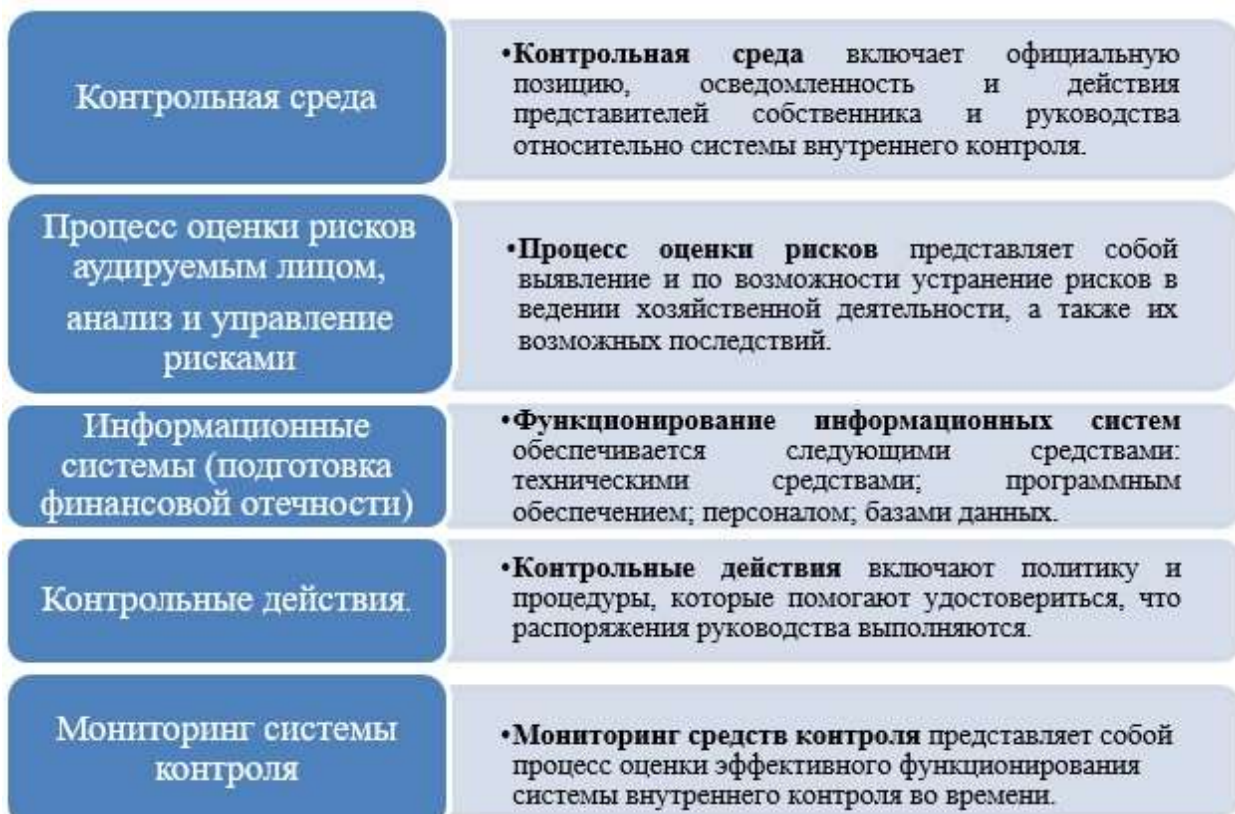 Контрольная среда
•Контрольная среда включает официальную
позицию, осведомленность и действия
представителей собственника и руководства
относительно системы внутреннего контроля.
Процесс оценки рисков
аудируемым лицом,
анализ и управление
рисками
•Процесс оценки рисков представляет собой
выявление и по возможности устранение рисков в
ведении хозяйственной деятельности, а также их
возможных последствий.
Информационные
системы (подготовка
финансовой отечности)
•Функционирование информационных систем
обеспечивается следующими средствами:
техническими средствами; программным
обеспечением; персоналом; базами данных.
Контрольные действия.
•Контрольные действия включают политику и
процедуры, которые помогают удостовериться, что
распоряжения руководства выполняются.
Мониторинг системы
контроля
•Мониторинг средств контроля представляет собой
процесс оценки эффективного функционирования
системы внутреннего контроля во времени.